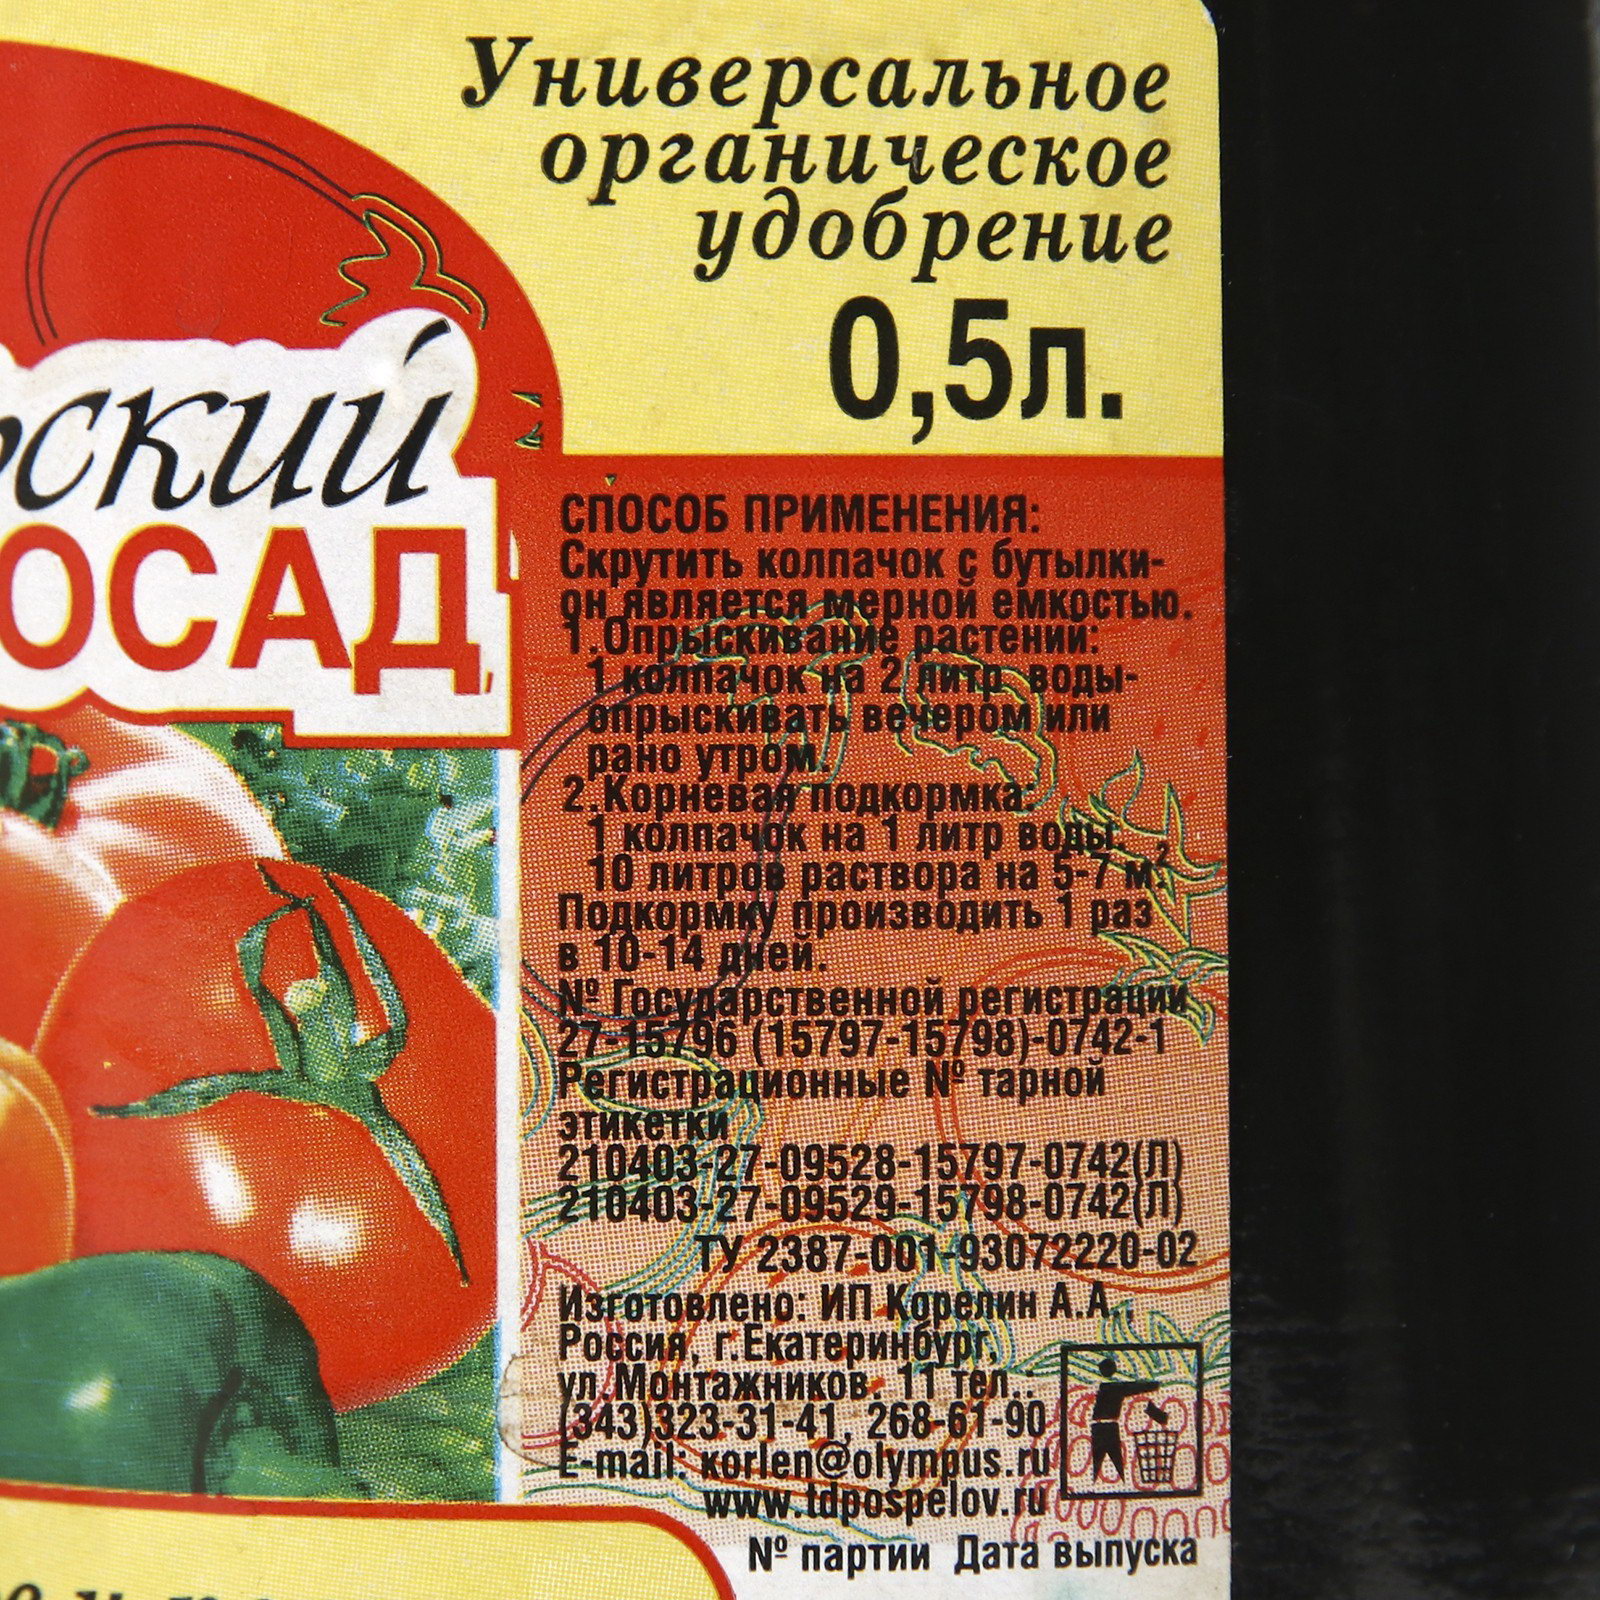 Универсальное
органическое
удобрение
0,5л.
СПОСОБ ПРИМЕНЕНИЯ:
Скрутить колпачок с бутылки-
он является мерной емкостью.
1.Опрыскивание растений:
1 колпачок на 2 литр. воды-
опрыскивать вечером или
рано утром.
2.Корневая подкормка:
1 колпачок на 1 литр воды
10 литров раствора на 5-7 м².
Подкормку производить 1 раз
в 10-14 дней.
№ Государственной регистрации
27-15796 (15797-15798)-0742-1
Регистрационные № тарной
этикетки
210403-27-09528-15797-0742(Л)
210403-27-09529-15798-0742(Л)
ТУ 2387-001-93072220-02
Изготовлено: ИП Корелин А.А.,
Россия, г.Екатеринбург,
ул.Монтажников, 11 тел.:
(343)323-31-41, 268-61-90
E-mail: korlen@olympus.ru
www.tdpospelov.ru
№ партии Дата выпуска
ский
ОСАД